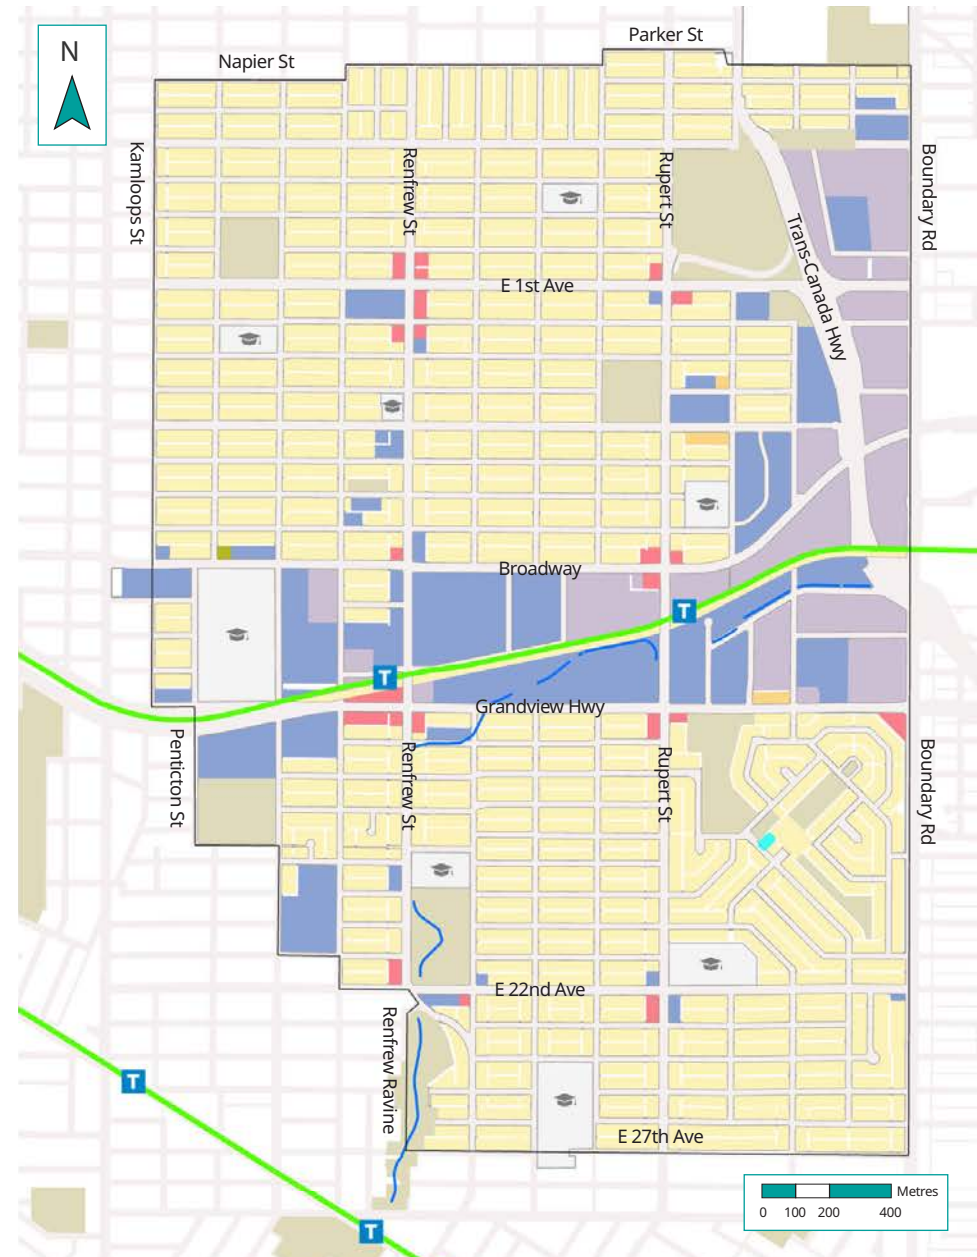 Parker St
N
Napier St
Kamloops St
Renfrew St
Rupert St
Boundary Rd
Trans-Canada Hwy
E 1st Ave
Broadway
T
T
Grandview Hwy
Penticton St
Renfrew St
Rupert St
Boundary Rd
E 22nd Ave
Renfrew Ravine
T
E 27th Ave
Metres
0 100 200 400
T